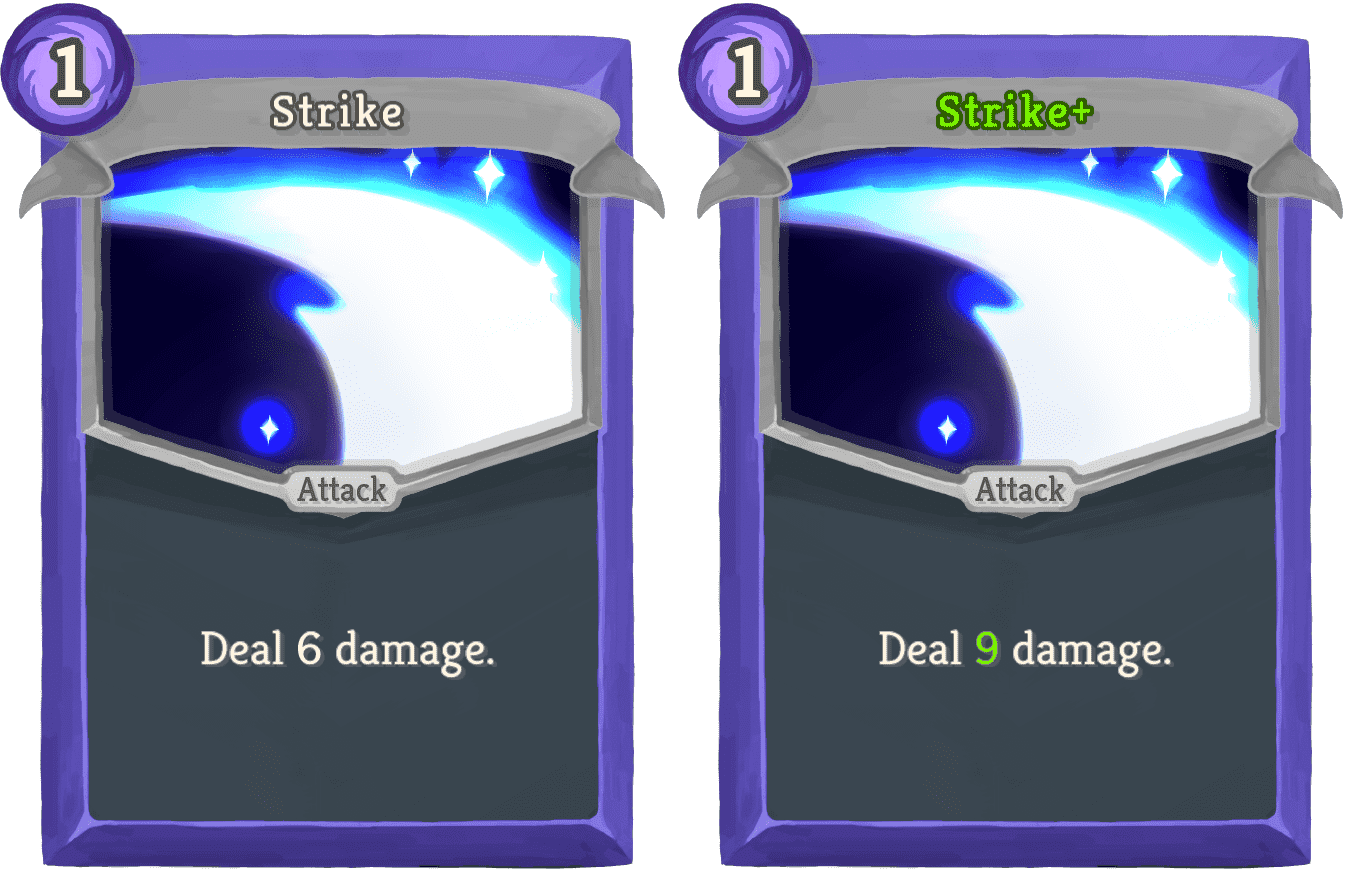 1
Strike
Attack
Deal 6 damage.
1
Strike+
Attack
Deal 9 damage.